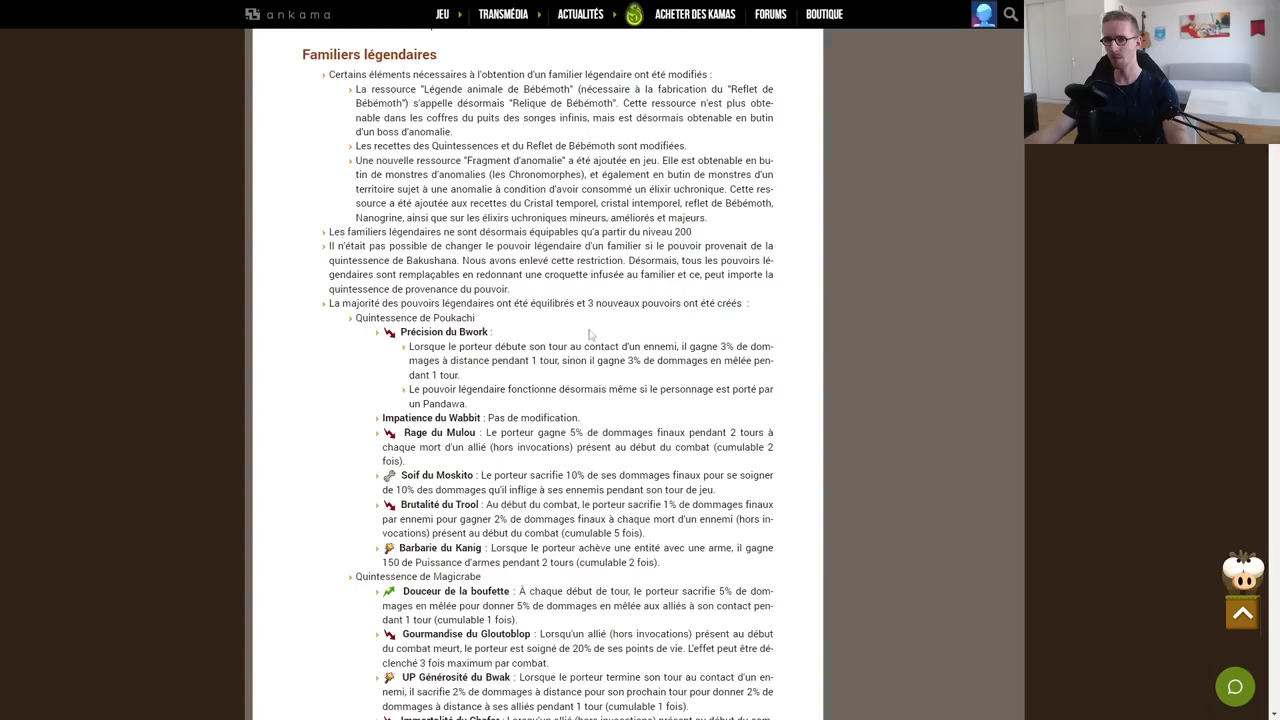 ankama
JEU
TRANSMÉDIA
ACTUALITÉS
ACHETER DES KAMAS
FORUMS
BOUTIQUE
Familiers légendaires
Certains éléments nécessaires à l'obtention d'un familier légendaire ont été modifiés :
La ressource "Légende animale de Bébémoth" (nécessaire à la fabrication du "Reflet de
Bébémoth") s'appelle désormais "Relique de Bébémoth". Cette ressource n'est plus obte-
nable dans les coffres du puits des songes infinis, mais est désormais obtenable en butin
d'un boss d'anomalie.
Les recettes des Quintessences et du Reflet de Bébémoth sont modifiées.
Une nouvelle ressource "Fragment d'anomalie" a été ajoutée en jeu. Elle est obtenable en bu-
tin de monstres d'anomalies (les Chronomorphes), et également en butin de monstres d'un
territoire sujet à une anomalie à condition d'avoir consommé un élixir uchronique. Cette res-
source a été ajoutée aux recettes du Cristal temporel, cristal intemporel, reflet de Bébémoth,
Nanogrine, ainsi que sur les élixirs uchroniques mineurs, améliorés et majeurs.
Les familiers légendaires ne sont désormais équipables qu'a partir du niveau 200
Il n'était pas possible de changer le pouvoir légendaire d'un familier si le pouvoir provenait de la
quintessence de Bakushana. Nous avons enlevé cette restriction. Désormais, tous les pouvoirs lé-
gendaires sont remplaçables en redonnant une croquette infusée au familier et ce, peut importe la
quintessence de provenance du pouvoir.
La majorité des pouvoirs légendaires ont été équilibrés et 3 nouveaux pouvoirs ont été créés :
Quintessence de Poukachi
Précision du Bwork :
Lorsque le porteur débute son tour au contact d'un ennemi, il gagne 3% de dom-
mages à distance pendant 1 tour, sinon il gagne 3% de dommages en mêlée pen-
dant 1 tour.
Le pouvoir légendaire fonctionne désormais même si le personnage est porté par
un Pandawa.
Impatience du Wabbit : Pas de modification.
Rage du Mulou : Le porteur gagne 5% de dommages finaux pendant 2 tours à
chaque mort d'un allié (hors invocations) présent au début du combat (cumulable 2
fois).
Soif du Moskito : Le porteur sacrifie 10% de ses dommages finaux pour se soigner
de 10% des dommages qu'il inflige à ses ennemis pendant son tour de jeu.
Brutalité du Trool : Au début du combat, le porteur sacrifie 1% de dommages finaux
par ennemi pour gagner 2% de dommages finaux à chaque mort d'un ennemi (hors in-
vocations) présent au début du combat (cumulable 5 fois).
Barbarie du Kanig : Lorsque le porteur achève une entité avec une arme, il gagne
150 de Puissance d'armes pendant 2 tours (cumulable 2 fois).
Quintessence de Magicrabe
Douceur de la boufette : À chaque début de tour, le porteur sacrifie 5% de dom-
mages en mêlée pour donner 5% de dommages en mêlée aux alliés à son contact pen-
dant 1 tour (cumulable 1 fois).
Gourmandise du Gloutoblop : Lorsqu'un allié (hors invocations) présent au début
du combat meurt, le porteur est soigné de 20% de ses points de vie. L'effet peut être dé-
clenché 3 fois maximum par combat.
UP Générosité du Bwak : Lorsque le porteur termine son tour au contact d'un en-
nemi, il sacrifie 2% de dommages à distance pour son prochain tour pour donner 2% de
dommages à distance à ses alliés pendant 1 tour (cumulable 1 fois).